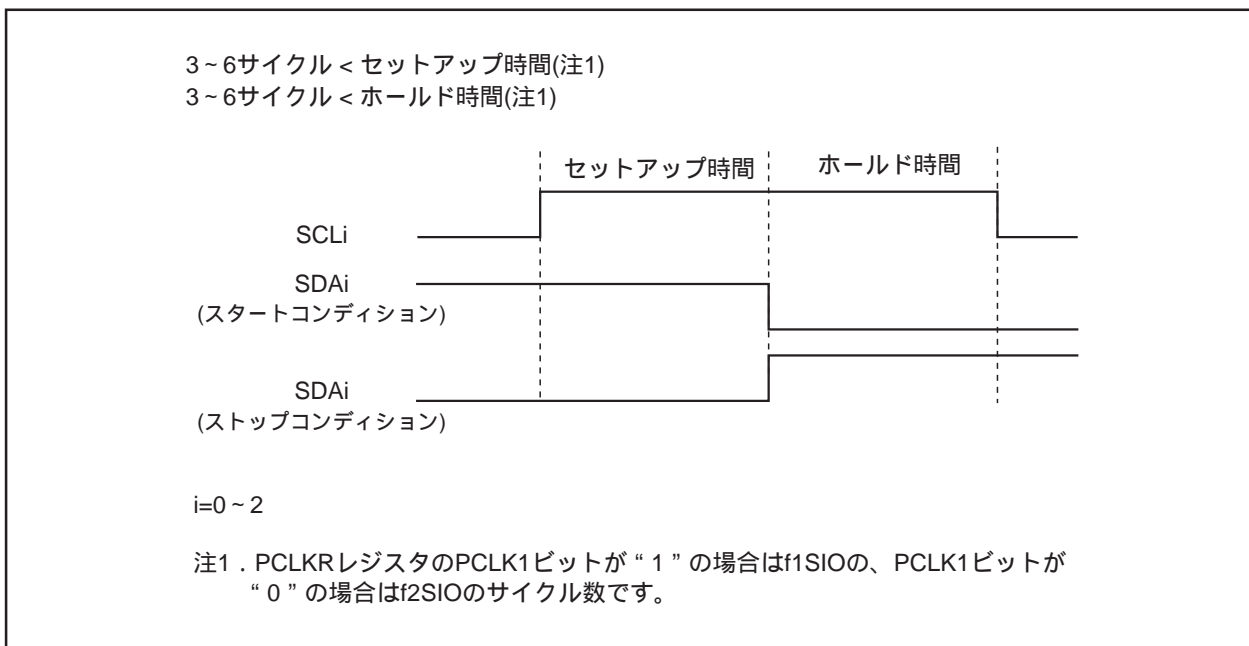 3~6サイクル < セットアップ時間(注1)
3~6サイクル < ホールド時間(注1)
セットアップ時間
ホールド時間
SCLi
SDAi
(スタートコンディション)
SDAi
(ストップコンディション)
i=0~2
注1．PCLKRレジスタのPCLK1ビットが“1”の場合はf1SIOの、PCLK1ビットが
“0”の場合はf2SIOのサイクル数です。